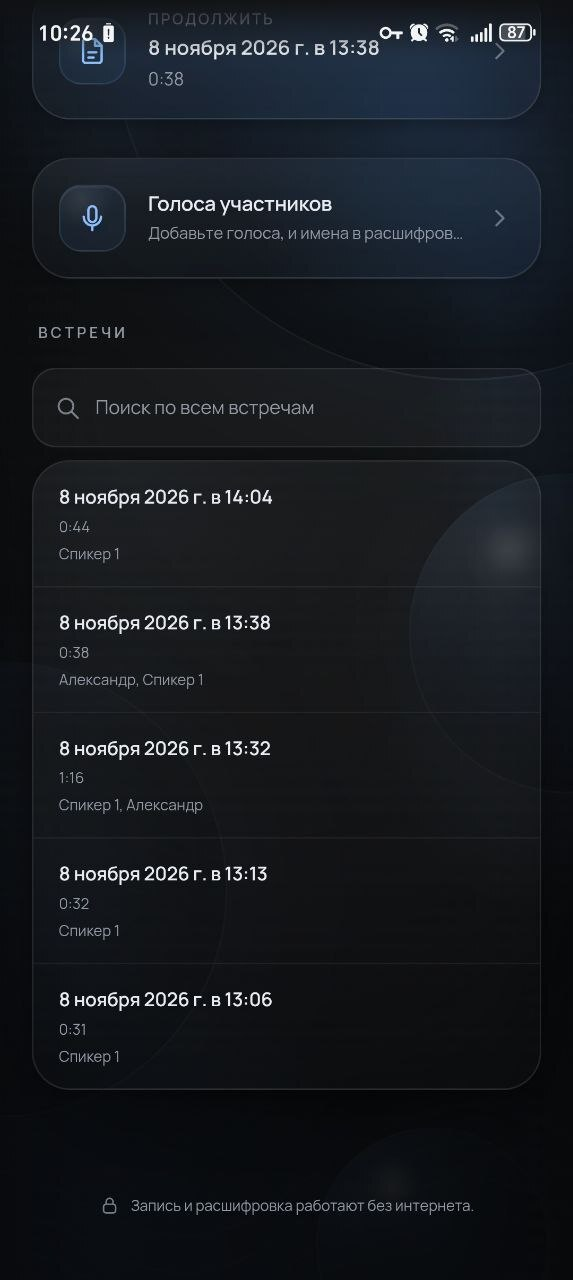 ПРОДОЛЖИТЬ
10:26
87
8 ноября 2026 г. в 13:38
0:38
Голоса участников
Добавьте голоса, и имена в расшифров...
ВСТРЕЧИ
Поиск по всем встречам
8 ноября 2026 г. в 14:04
0:44
Спикер 1
8 ноября 2026 г. в 13:38
0:38
Александр, Спикер 1
8 ноября 2026 г. в 13:32
1:16
Спикер 1, Александр
8 ноября 2026 г. в 13:13
0:32
Спикер 1
8 ноября 2026 г. в 13:06
0:31
Спикер 1
Запись и расшифровка работают без интернета.